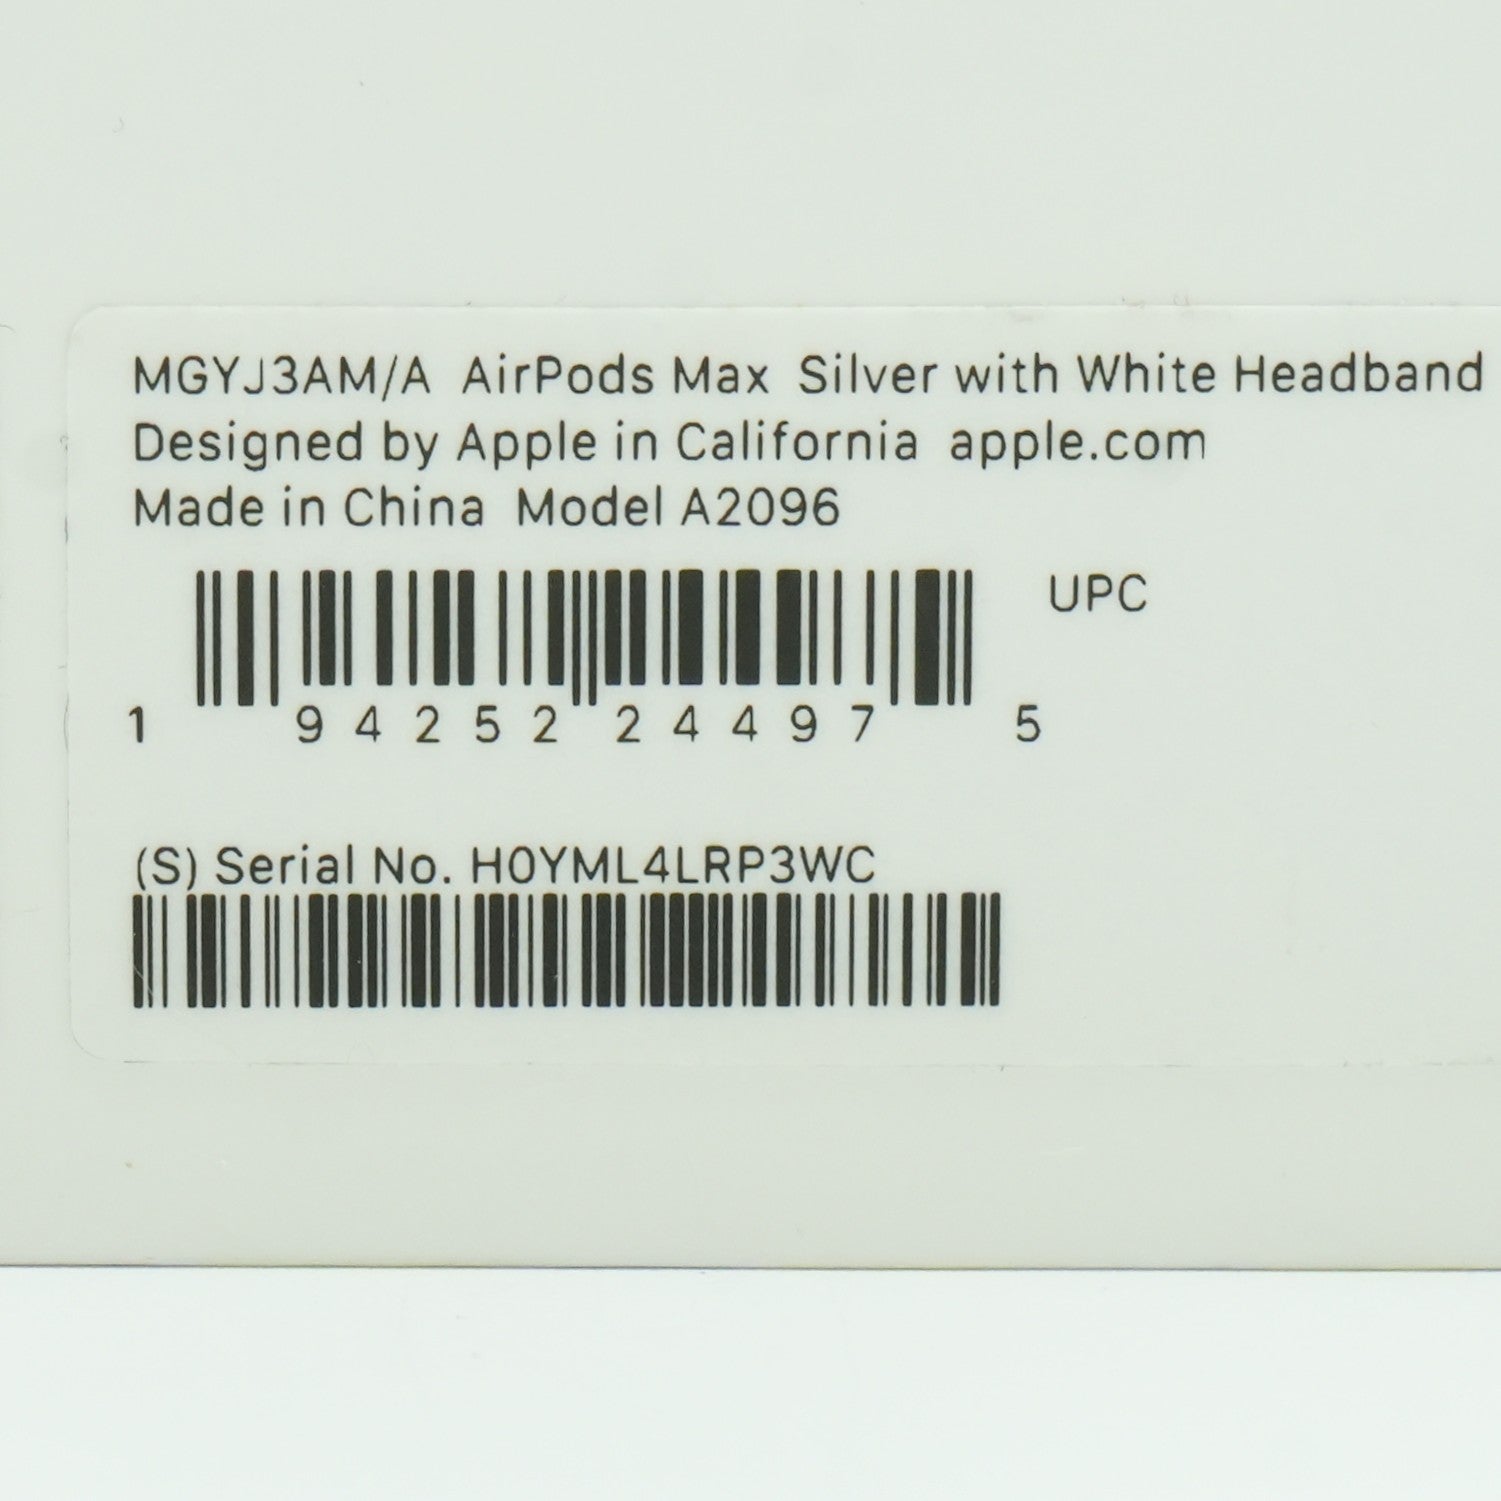 MGYJ3AM/A  AirPods Max  Silver with White Headband
Designed by Apple in California  apple.com
Made in China  Model A2096
UPC
1 94252 24497 5
(S) Serial No. H0YML4LRP3WC